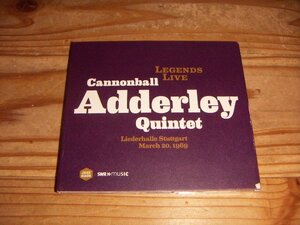 Legends
Live
Cannonball
Adderley
Quintet
Liederhalle Stuttgart
March 20, 1969
SWR»music